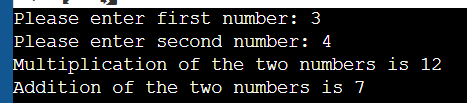 Please enter first number: 3
Please enter second number: 4
Multiplication of the two numbers is 12
Addition of the two numbers is 7